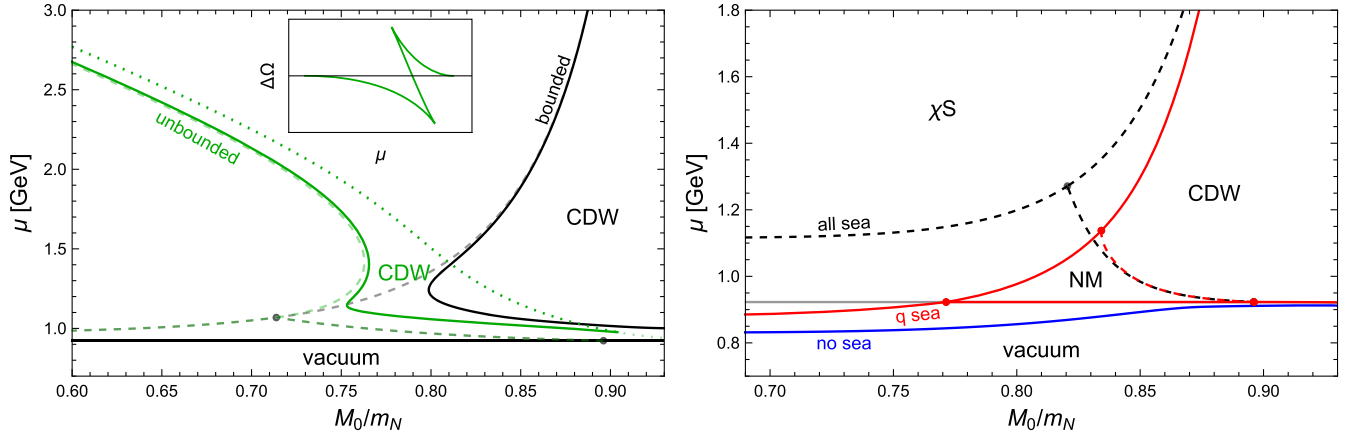 3.0
2.5
2.0
1.5
1.0
μ [GeV]
0.60
0.65
0.70
0.75
0.80
0.85
0.90
M0/mN
ΔΩ
μ
unbounded
bounded
CDW
CDW
vacuum
1.8
1.6
1.4
1.2
1.0
0.8
μ [GeV]
0.70
0.75
0.80
0.85
0.90
M0/mN
χS
all sea
CDW
NM
q sea
no sea
vacuum